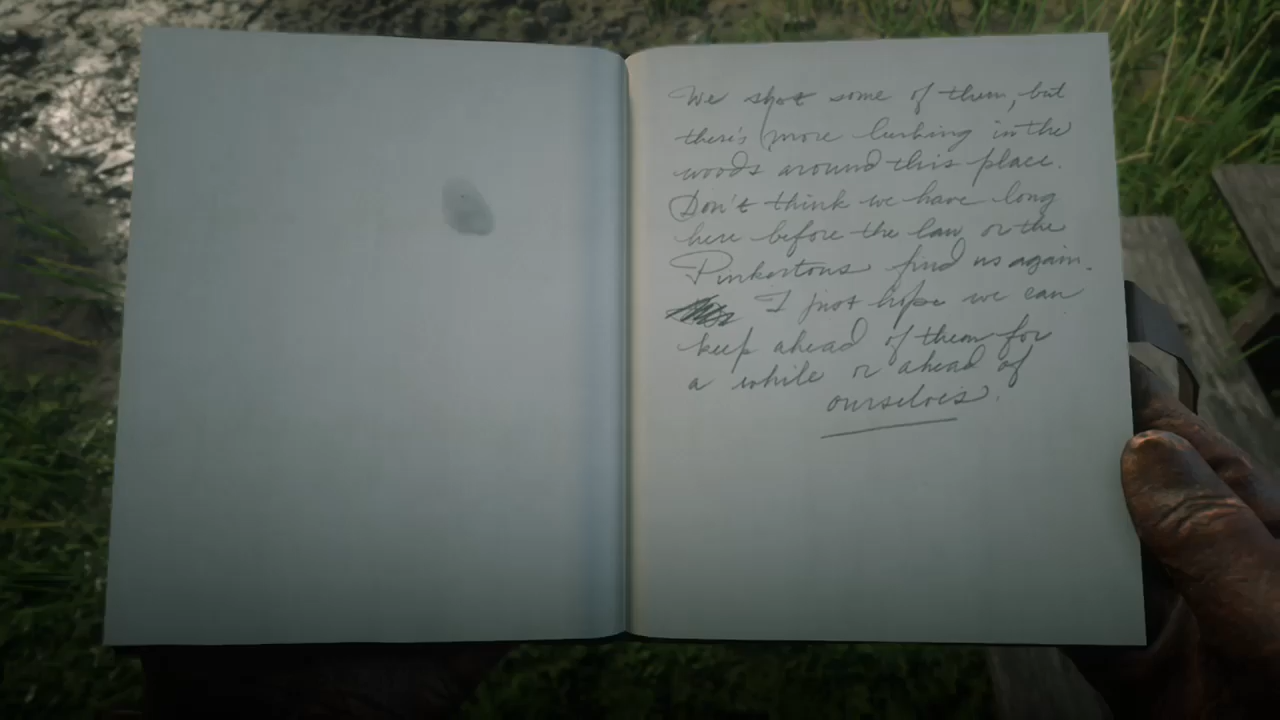 We shot some of them, but
there's more lurking in the
woods around this place.
Don't think we have long
here before the law or the
Pinkertons find us again.
I just hope we can
keep ahead of them for
a while or ahead of
ourselves.